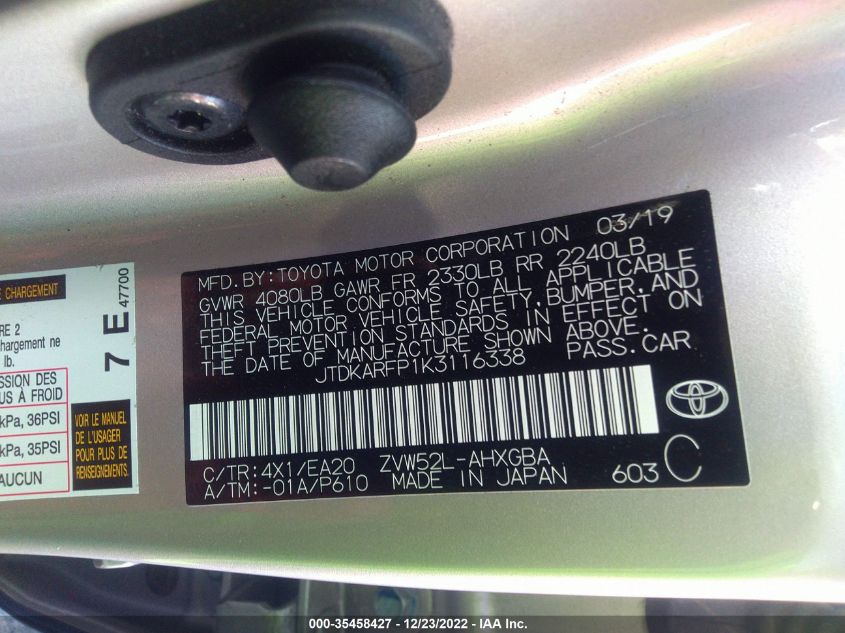 E CHARGEMENT
RE 2
chargement ne
lb.
SSION DES
US À FROID
kPa, 36PSI
kPa, 35PSI
AUCUN
7 E 47700
VOIR LE MANUEL
DE L'USAGER
POUR PLUS DE
RENSEIGNEMENTS.
MFD.BY:TOYOTA MOTOR CORPORATION 03/19
GVWR 4080LB GAWR FR 2330LB RR 2240LB
THIS VEHICLE CONFORMS TO ALL APPLICABLE
FEDERAL MOTOR VEHICLE SAFETY,BUMPER,AND
THEFT PREVENTION STANDARDS IN EFFECT ON
THE DATE OF MANUFACTURE SHOWN ABOVE.
JTDKARFP1K3116338 PASS.CAR
C/TR:4X1/EA20 ZVW52L-AHXGBA
A/TM:-01A/P610 MADE IN JAPAN 603 C
000-35458427 - 12/23/2022 - IAA Inc.